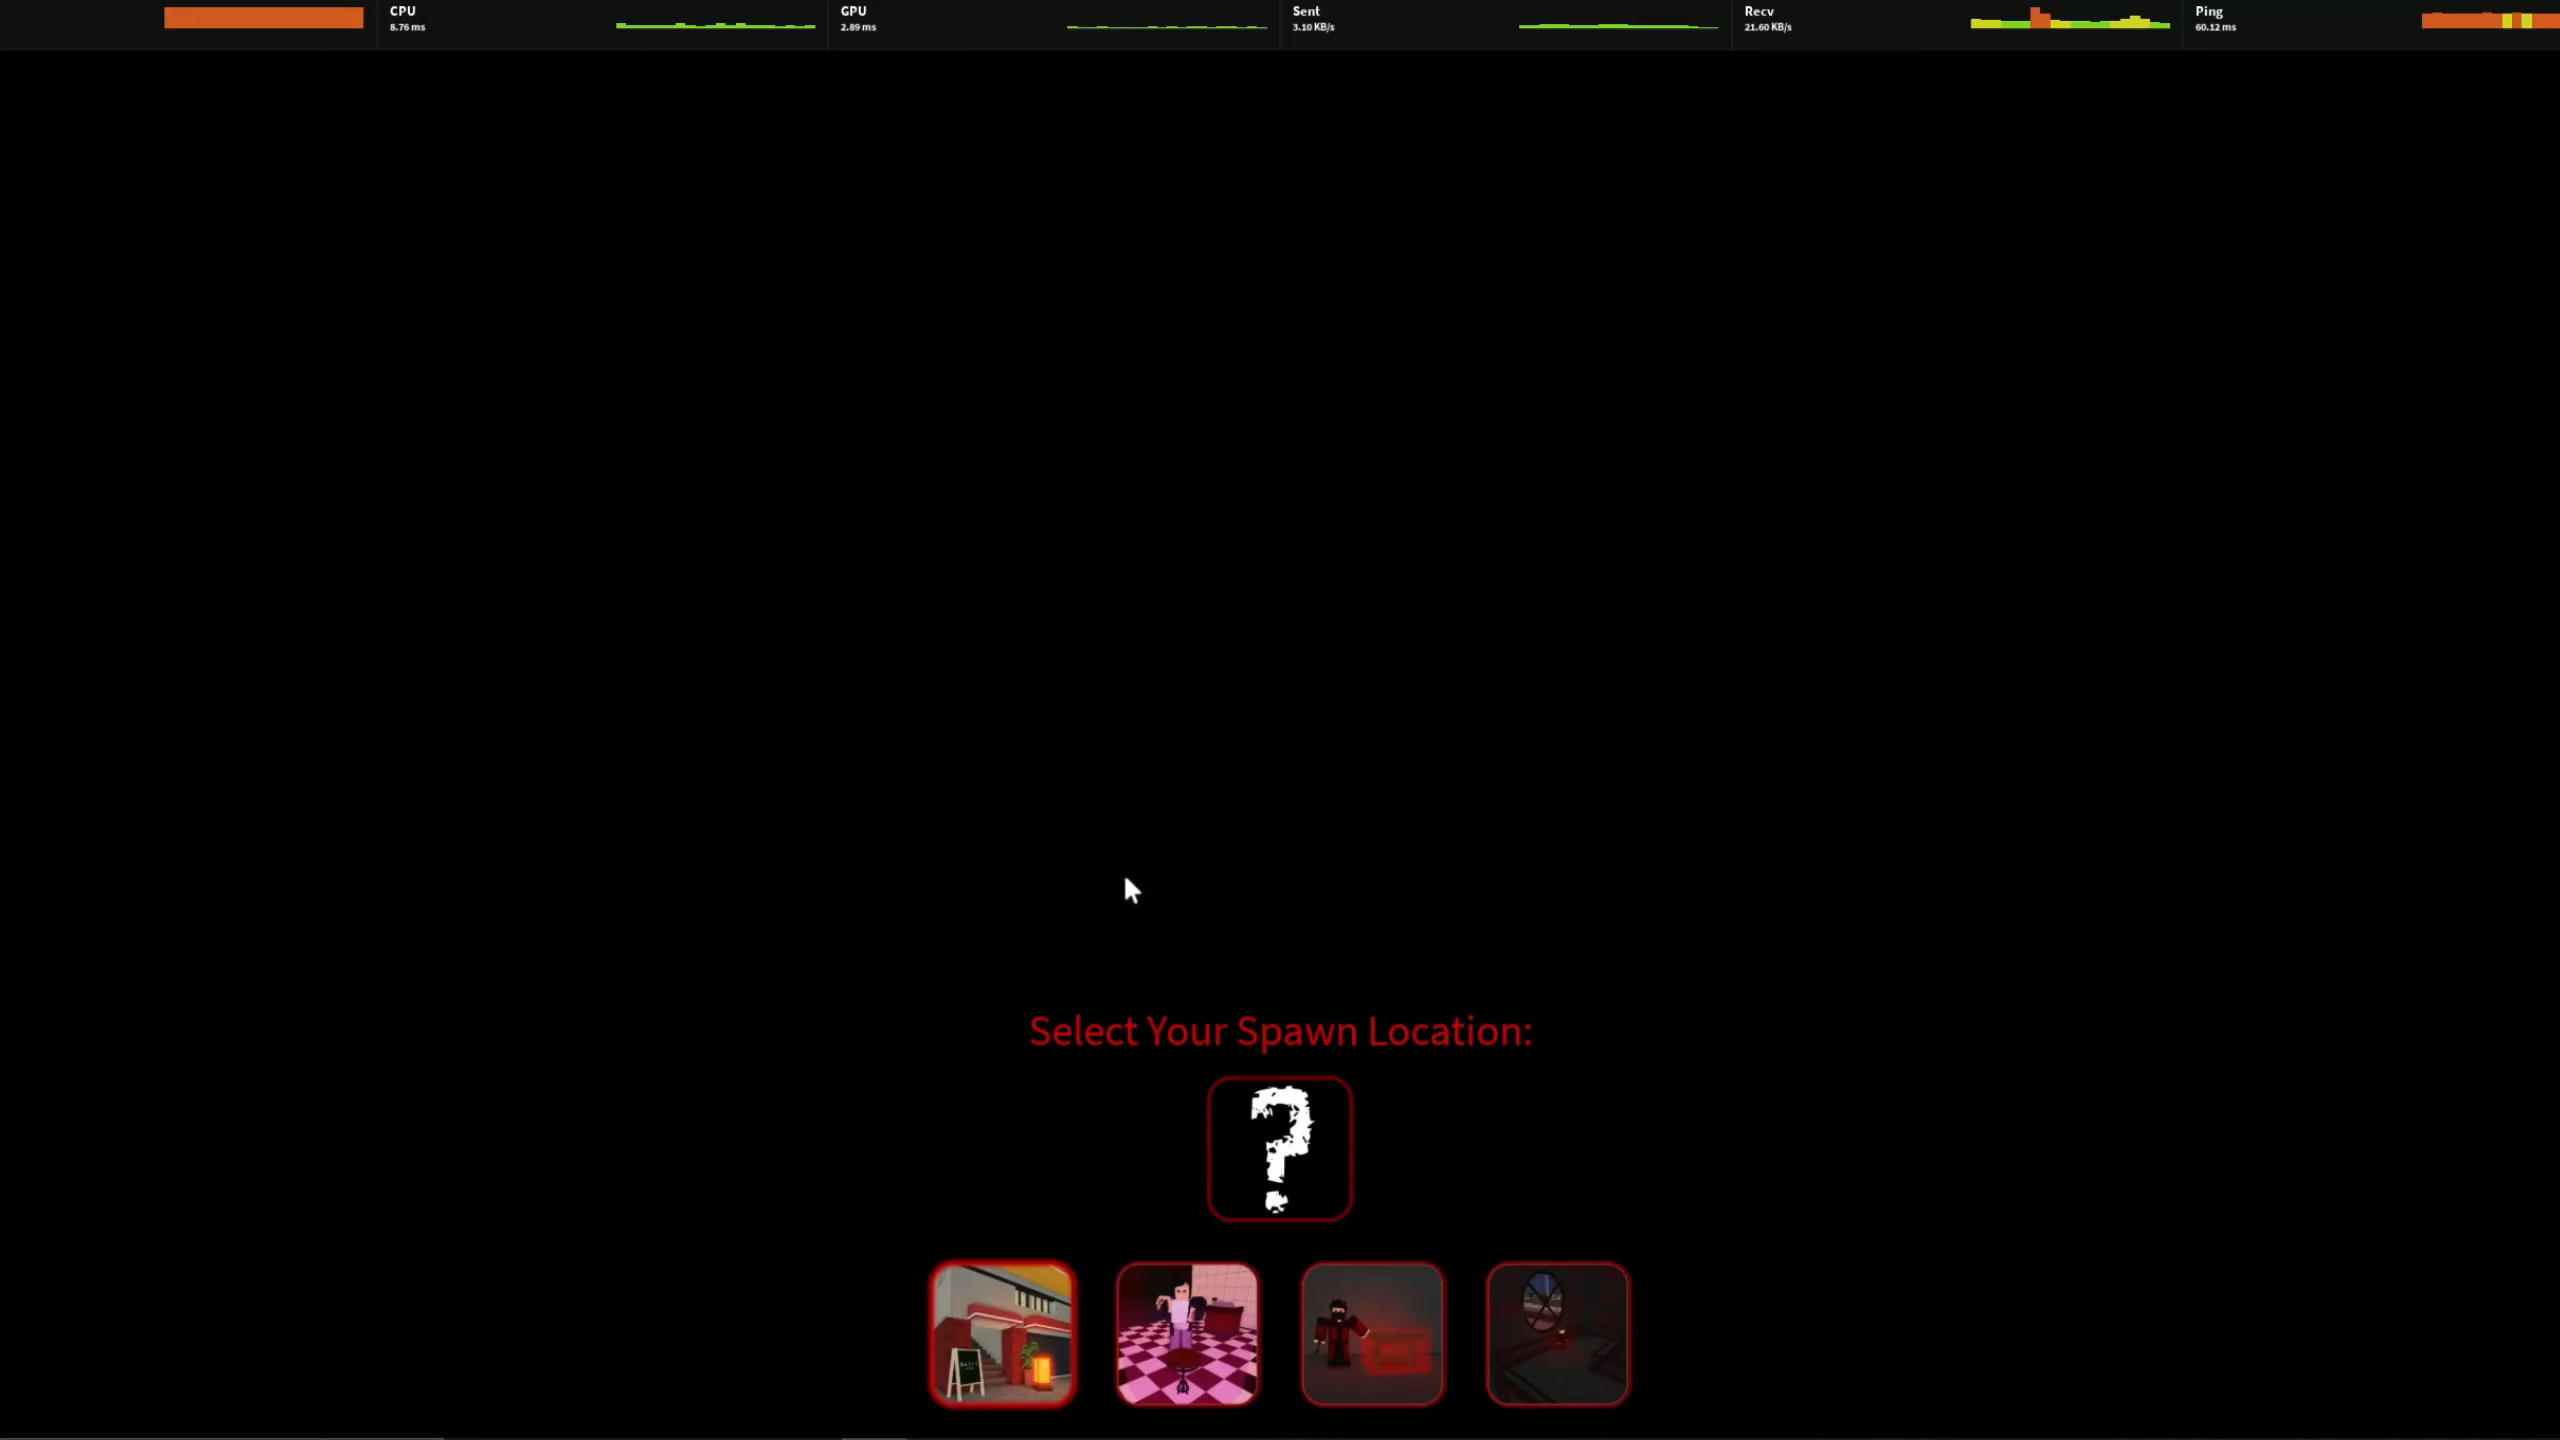 CPU
8.76 ms
GPU
2.89 ms
Sent
3.10 KB/s
Recv
21.60 KB/s
Ping
60.12 ms
Select Your Spawn Location:
?